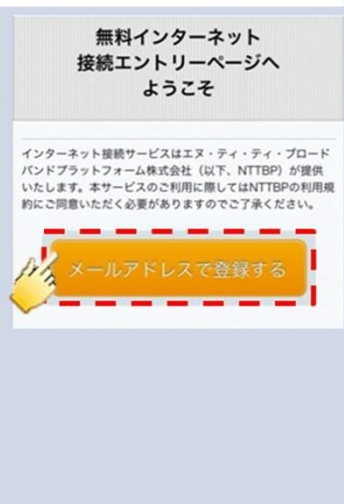 無料インターネット
接続エントリーページへ
ようこそ
インターネット接続サービスはエヌ・ティ・ティ・ブロード
バンドプラットフォーム株式会社（以下、NTTBP）が提供
いたします。本サービスのご利用に際してはNTTBPの利用規
約にご同意いただく必要がありますのでご了承ください。
メールアドレスで登録する